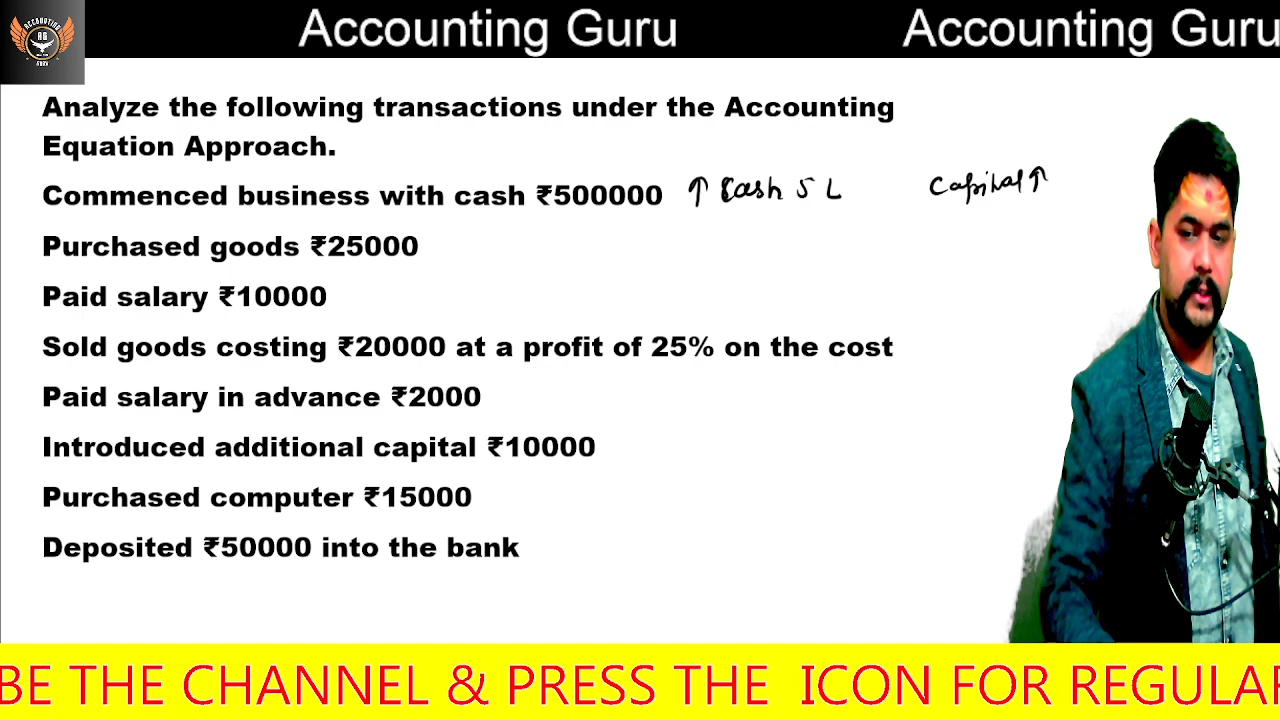 Accounting Guru Accounting Guru
ACCOUNTING
AG
GURU
Analyze the following transactions under the Accounting
Equation Approach.
Commenced business with cash ₹500000 ↑ Cash 5 L Capital ↑
Purchased goods ₹25000
Paid salary ₹10000
Sold goods costing ₹20000 at a profit of 25% on the cost
Paid salary in advance ₹2000
Introduced additional capital ₹10000
Purchased computer ₹15000
Deposited ₹50000 into the bank
BE THE CHANNEL & PRESS THE ICON FOR REGULAR